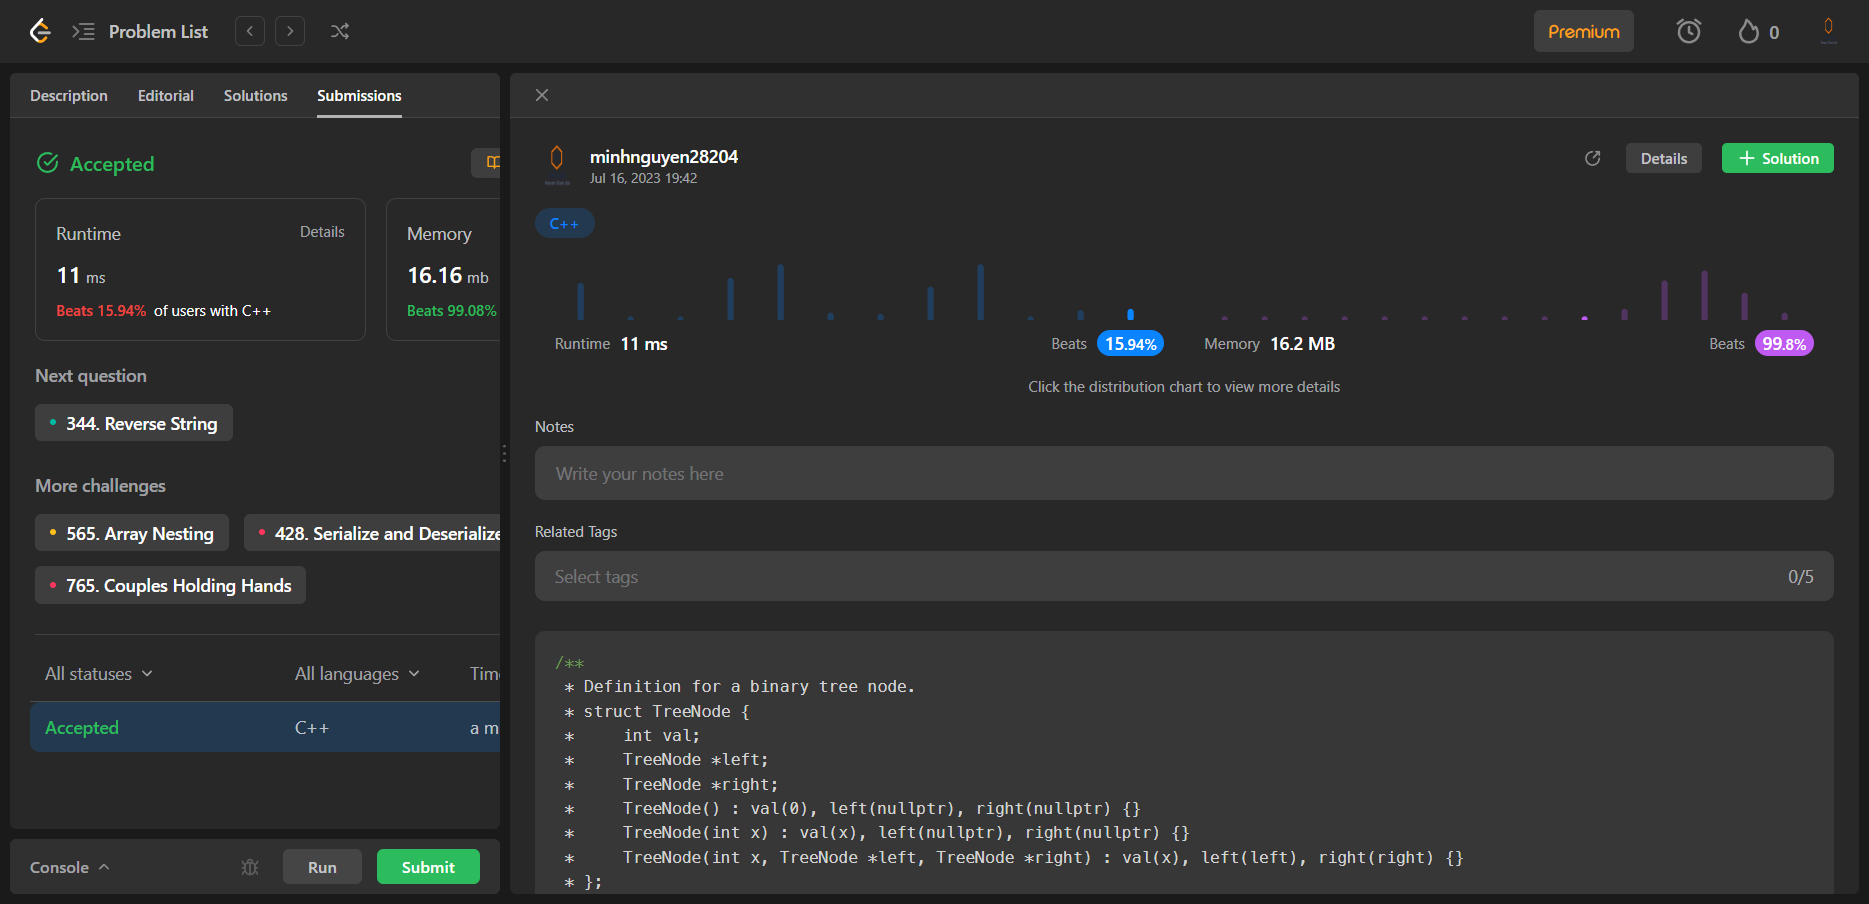 Problem List
Premium
0
Description Editorial Solutions Submissions
Accepted
Runtime Details
11 ms
Beats 15.94% of users with C++
Memory
16.16 mb
Beats 99.08%
Next question
344. Reverse String
More challenges
565. Array Nesting
428. Serialize and Deserialize
765. Couples Holding Hands
All statuses All languages Time
Accepted C++ a m
Console Run Submit
minhnguyen28204
Jul 16, 2023 19:42
Details + Solution
C++
Runtime 11 ms Beats 15.94%
Memory 16.2 MB Beats 99.8%
Click the distribution chart to view more details
Notes
Write your notes here
Related Tags
Select tags 0/5
/**
 * Definition for a binary tree node.
 * struct TreeNode {
 *     int val;
 *     TreeNode *left;
 *     TreeNode *right;
 *     TreeNode() : val(0), left(nullptr), right(nullptr) {}
 *     TreeNode(int x) : val(x), left(nullptr), right(nullptr) {}
 *     TreeNode(int x, TreeNode *left, TreeNode *right) : val(x), left(left), right(right) {}
 * };